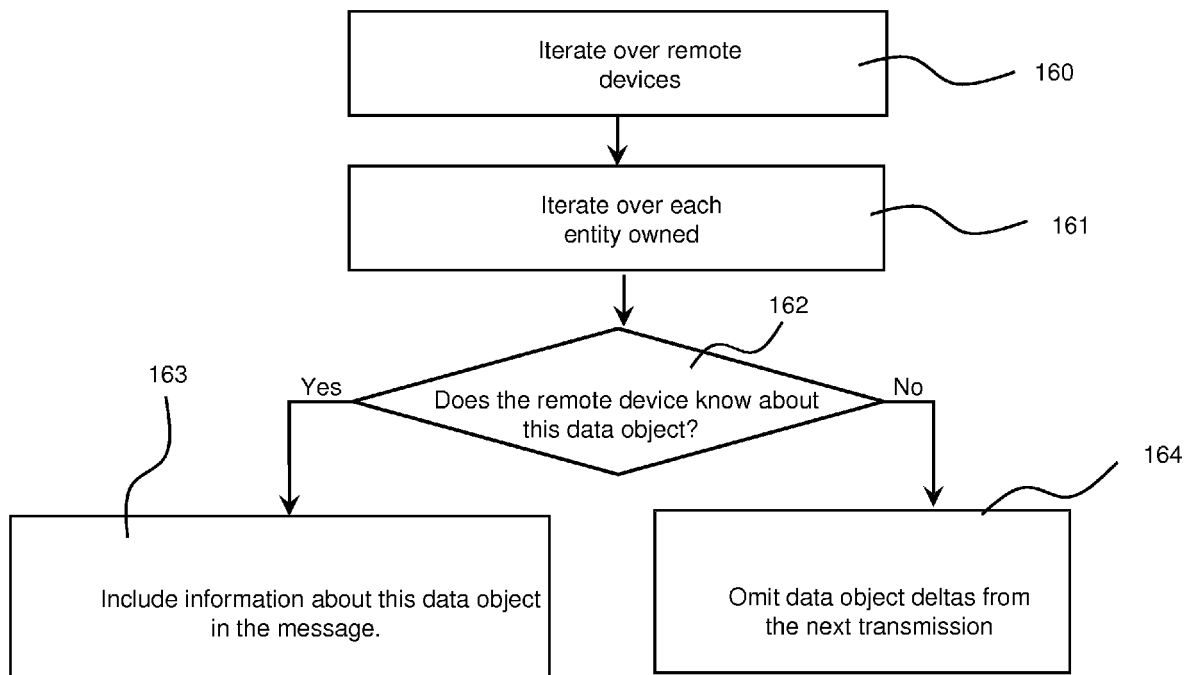 Iterate over remote
devices
160
Iterate over each
entity owned
161
162
163
Yes
No
Does the remote device know about
this data object?
164
Include information about this data object
in the message.
Omit data object deltas from
the next transmission